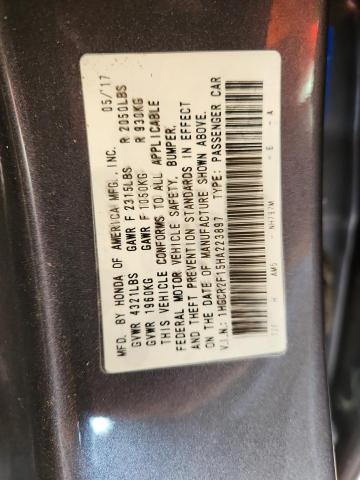 MFD. BY HONDA OF AMERICA MFG., INC. 05/17
GVWR 4321LBS GAWR F 2315LBS R 2050LBS
GVWR 1960KG GAWR F 1050KG R 930KG
THIS VEHICLE CONFORMS TO ALL APPLICABLE
FEDERAL MOTOR VEHICLE SAFETY, BUMPER,
AND THEFT PREVENTION STANDARDS IN EFFECT
ON THE DATE OF MANUFACTURE SHOWN ABOVE.
V.I.N.: 1HGCR2F15HA223897 TYPE: PASSENGER CAR
H AM5 NH797M E A